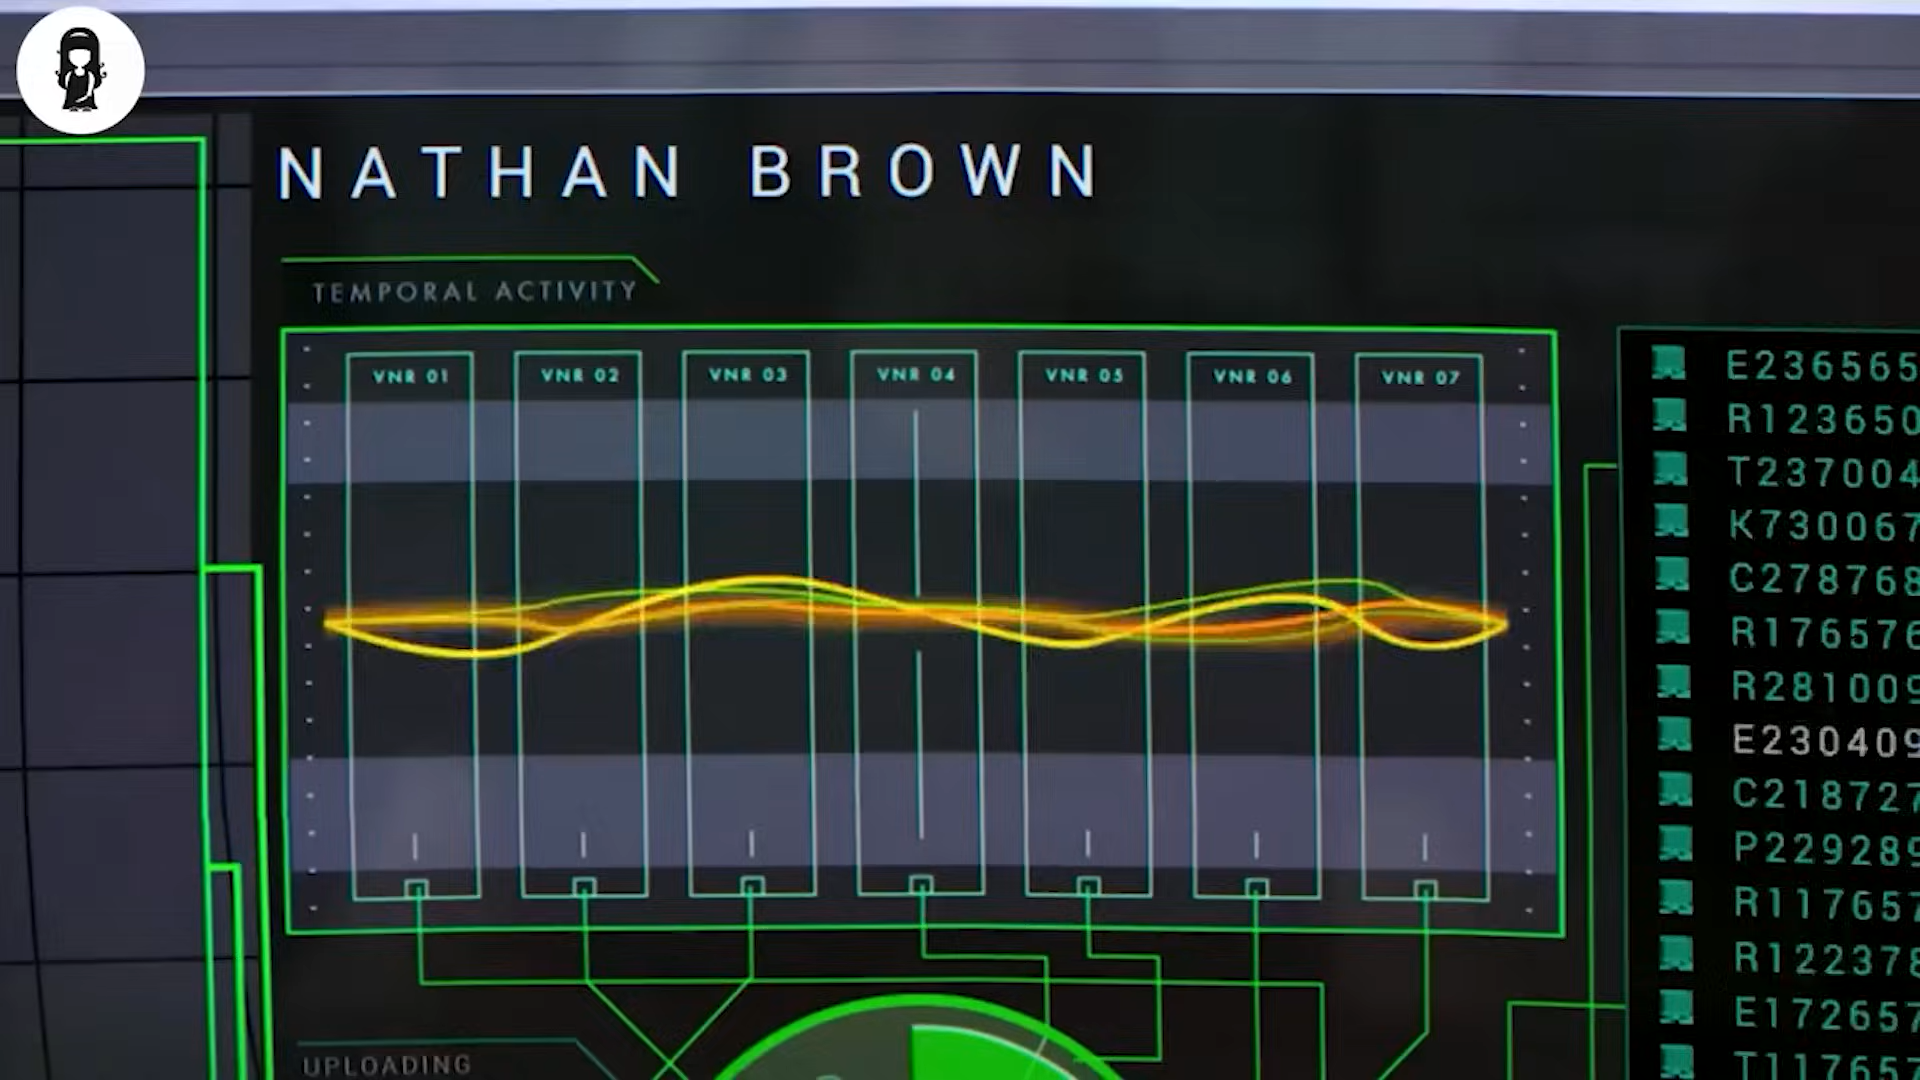 NATHAN BROWN
TEMPORAL ACTIVITY
VNR 01 VNR 02 VNR 03 VNR 04 VNR 05 VNR 06 VNR 07
E236565
R123650
T237004
K730067
C278768
R176576
R281009
E230409
C218727
P229289
R117657
R122378
E172657
T117657
UPLOADING